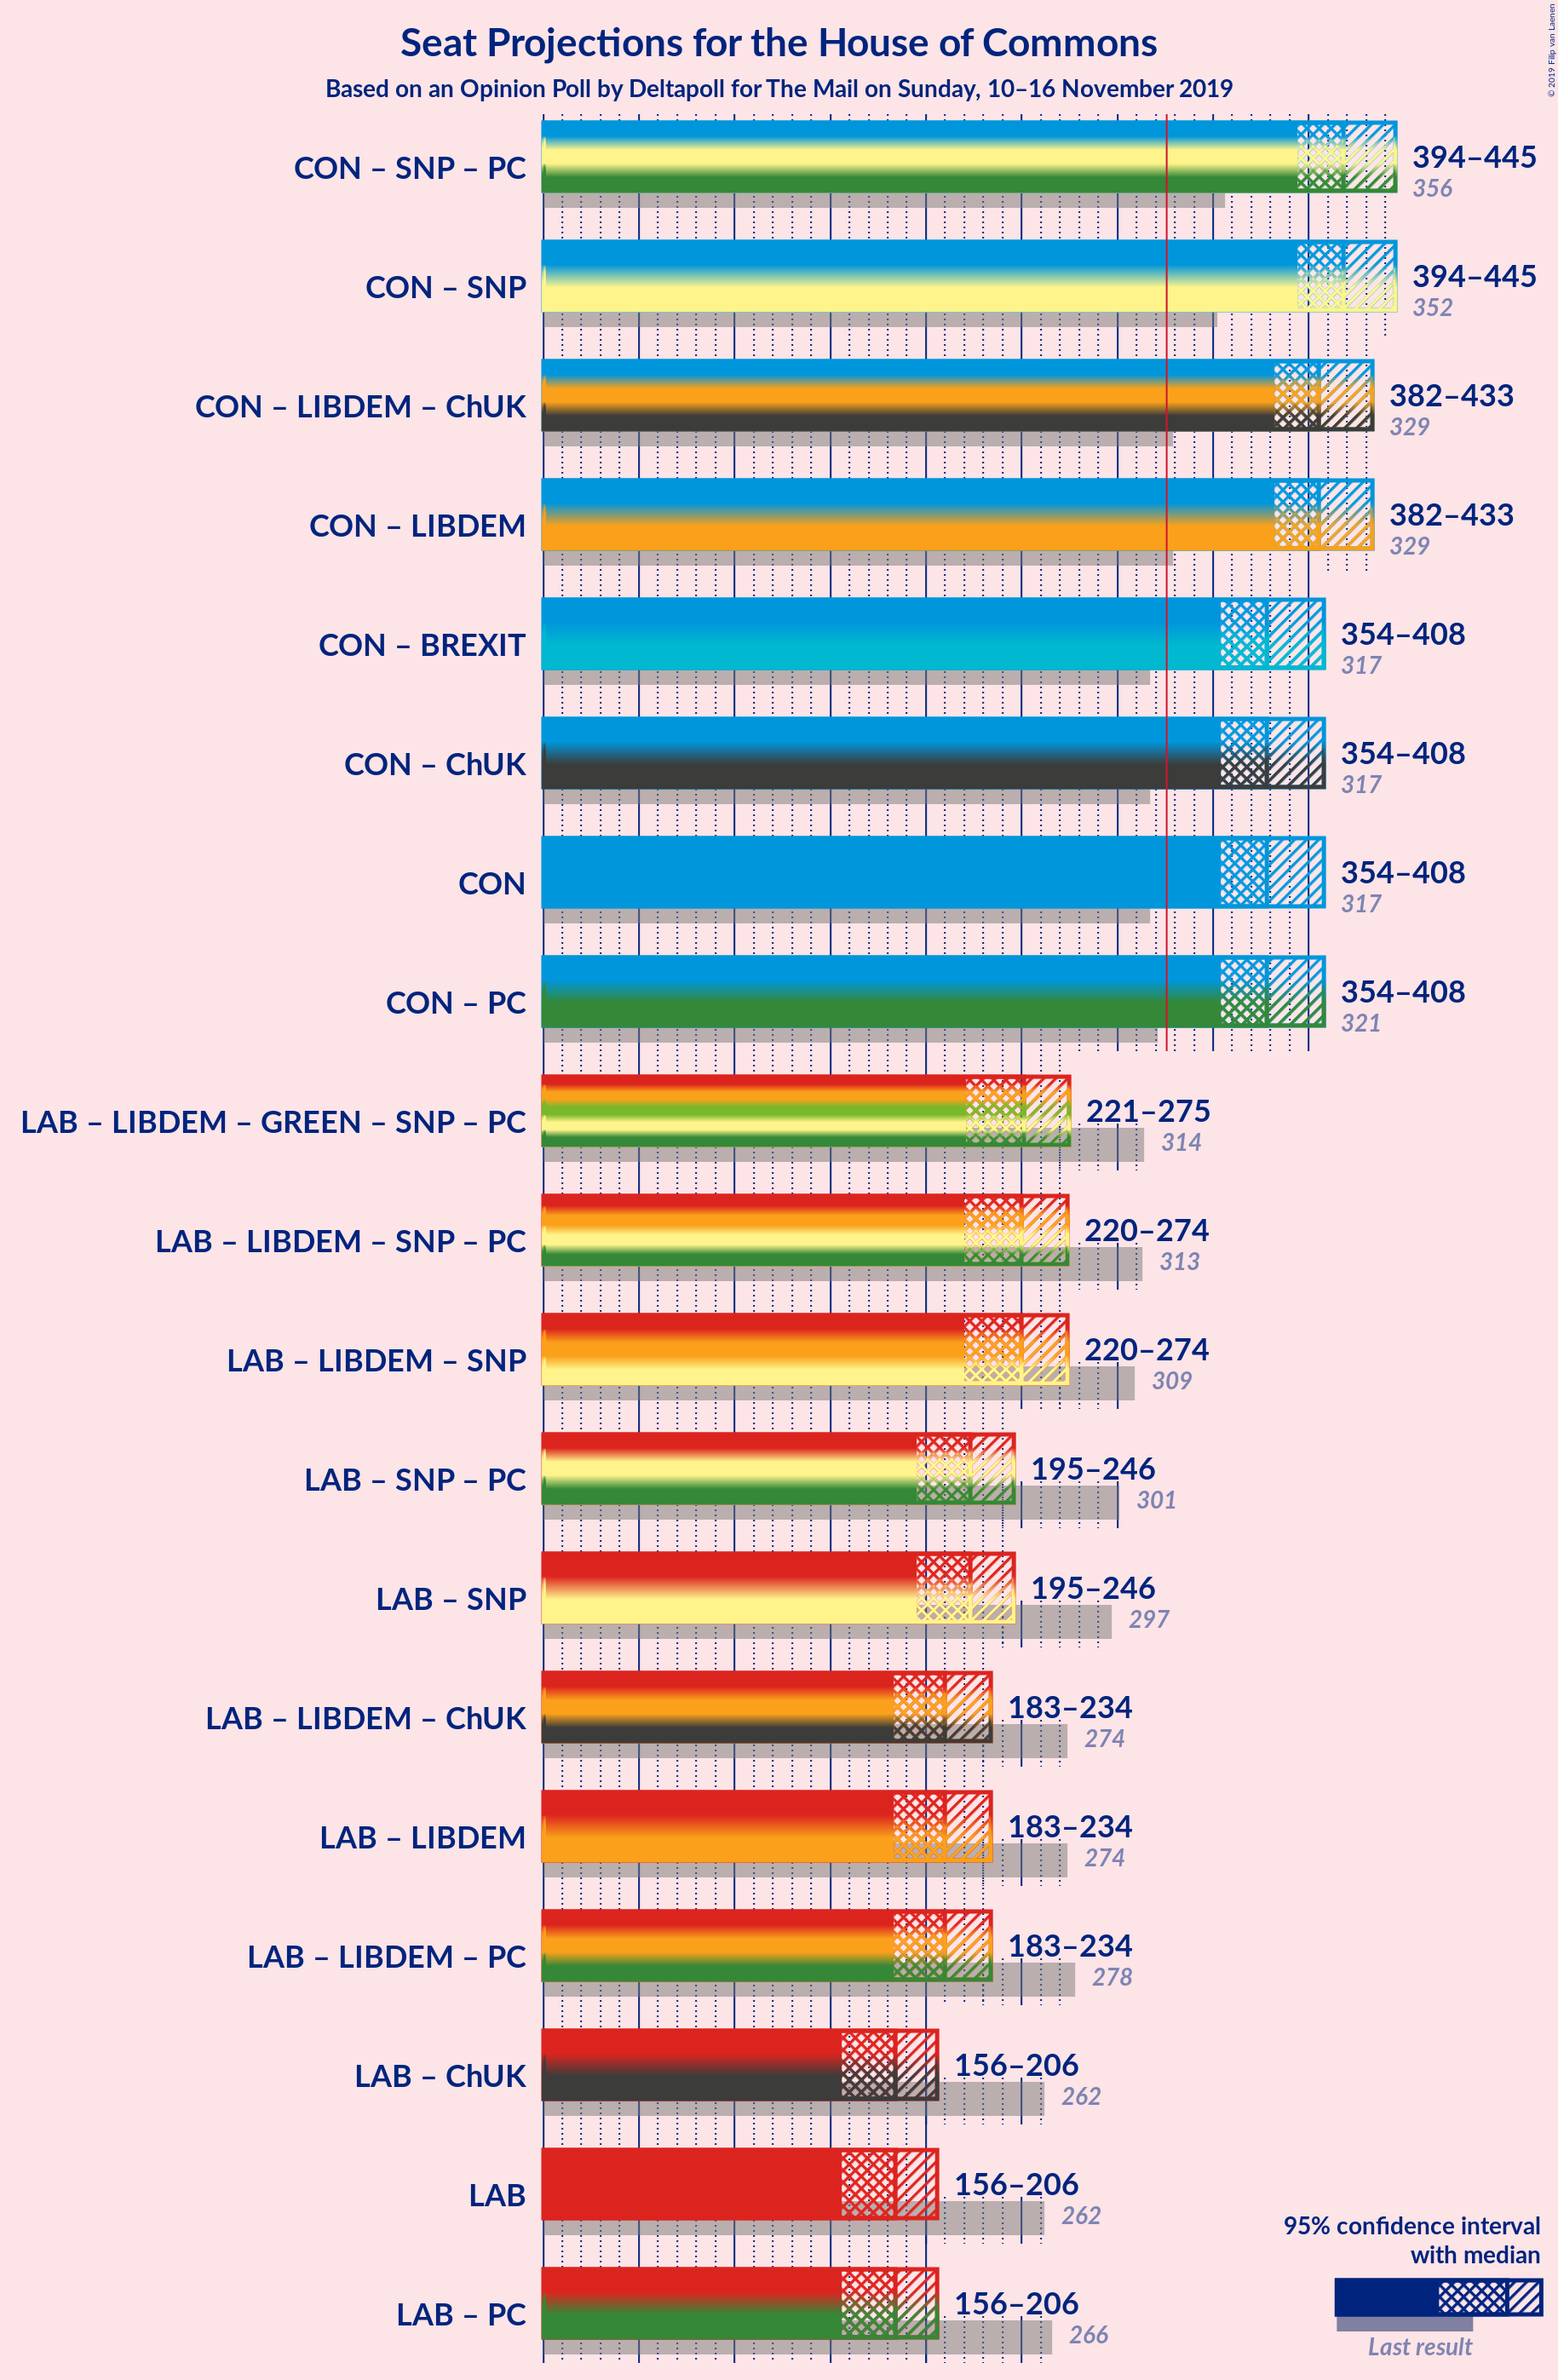 Seat Projections for the House of Commons
Based on an Opinion Poll by Deltapoll for The Mail on Sunday, 10–16 November 2019
© 2019 Filip van Laenen
CON – SNP – PC
394–445
356
CON – SNP
394–445
352
CON – LIBDEM – ChUK
382–433
329
CON – LIBDEM
382–433
329
CON – BREXIT
354–408
317
CON – ChUK
354–408
317
CON
354–408
317
CON – PC
354–408
321
LAB – LIBDEM – GREEN – SNP – PC
221–275
314
LAB – LIBDEM – SNP – PC
220–274
313
LAB – LIBDEM – SNP
220–274
309
LAB – SNP – PC
195–246
301
LAB – SNP
195–246
297
LAB – LIBDEM – ChUK
183–234
274
LAB – LIBDEM
183–234
274
LAB – LIBDEM – PC
183–234
278
LAB – ChUK
156–206
262
LAB
156–206
262
LAB – PC
156–206
266
95% confidence interval
with median
Last result